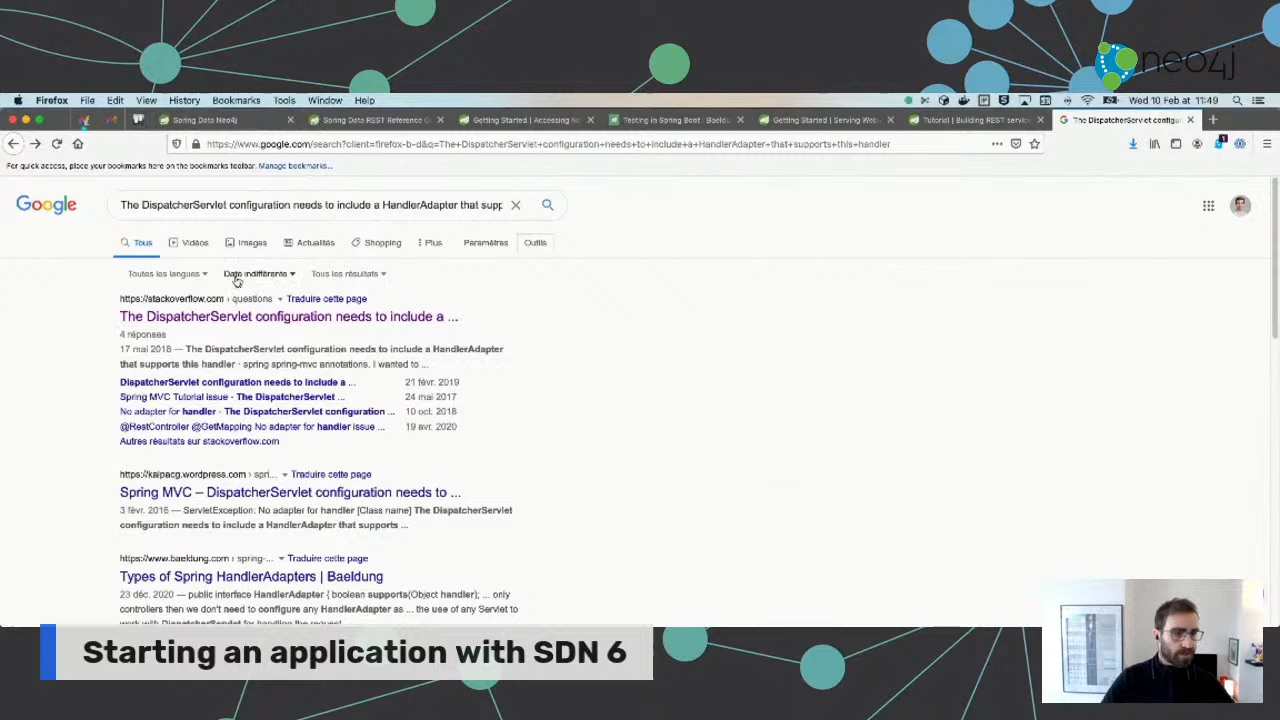 neo4j
Firefox File Edit View History Bookmarks Tools Window Help Wed 10 Feb at 11:49
Spring Data Neo4j Spring Data REST Reference G Getting Started | Accessing No Testing in Spring Boot | Baeldu Getting Started | Serving Web Tutorial | Building REST service The DispatcherServlet configur
https://www.google.com/search?client=firefox-b-d&q=The+DispatcherServlet+configuration+needs+to+include+a+HandlerAdapter+that+supports+this+handler
For quick access, place your bookmarks here on the bookmarks toolbar. Manage bookmarks...
Google The DispatcherServlet configuration needs to include a HandlerAdapter that supp
Tous Vidéos Images Actualités Shopping Plus Paramètres Outils
Toutes les langues Date indifférente Tous les résultats
https://stackoverflow.com › questions Traduire cette page
The DispatcherServlet configuration needs to include a ...
4 réponses
17 mai 2018 — The DispatcherServlet configuration needs to include a HandlerAdapter
that supports this handler · spring spring-mvc annotations. I wanted to ...
DispatcherServlet configuration needs to include a ... 21 févr. 2019
Spring MVC Tutorial issue - The DispatcherServlet ... 24 mai 2017
No adapter for handler - The DispatcherServlet configuration ... 10 oct. 2018
@RestController @GetMapping No adapter for handler issue ... 19 avr. 2020
Autres résultats sur stackoverflow.com
https://kalpacg.wordpress.com › spri... Traduire cette page
Spring MVC – DispatcherServlet configuration needs to ...
3 févr. 2016 — ServletException: No adapter for handler [Class name] The DispatcherServlet
configuration needs to include a HandlerAdapter that supports ...
https://www.baeldung.com › spring-... Traduire cette page
Types of Spring HandlerAdapters | Baeldung
23 déc. 2020 — public interface HandlerAdapter { boolean supports(Object handler); ... only
controllers then we don't need to configure any HandlerAdapter as ... the use of any Servlet to
work with DispatcherServlet for handling the request.
Starting an application with SDN 6